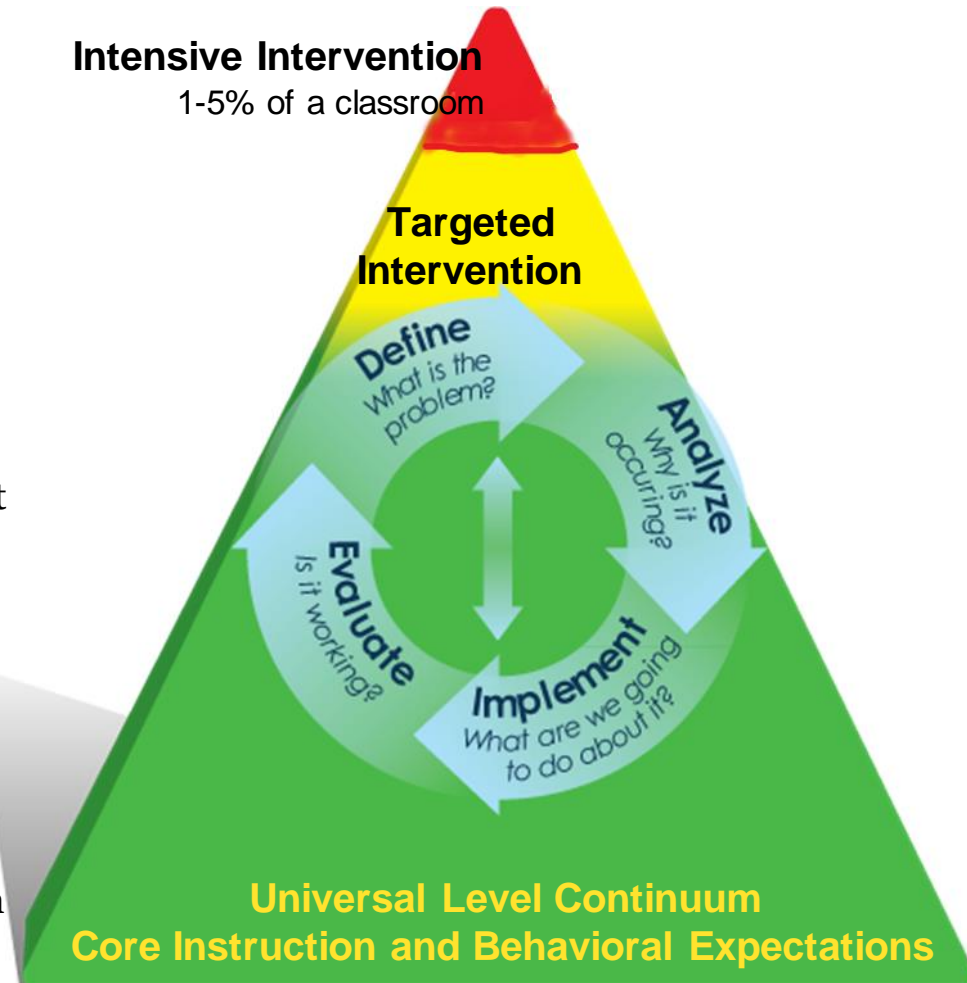 Intensive Intervention
1-5% of a classroom
Targeted
Intervention
Define
What is the
problem?
Analyze
Why is it
occuring?
Implement
What are we going
to do about it?
Evaluate
Is it working?
Universal Level Continuum
Core Instruction and Behavioral Expectations